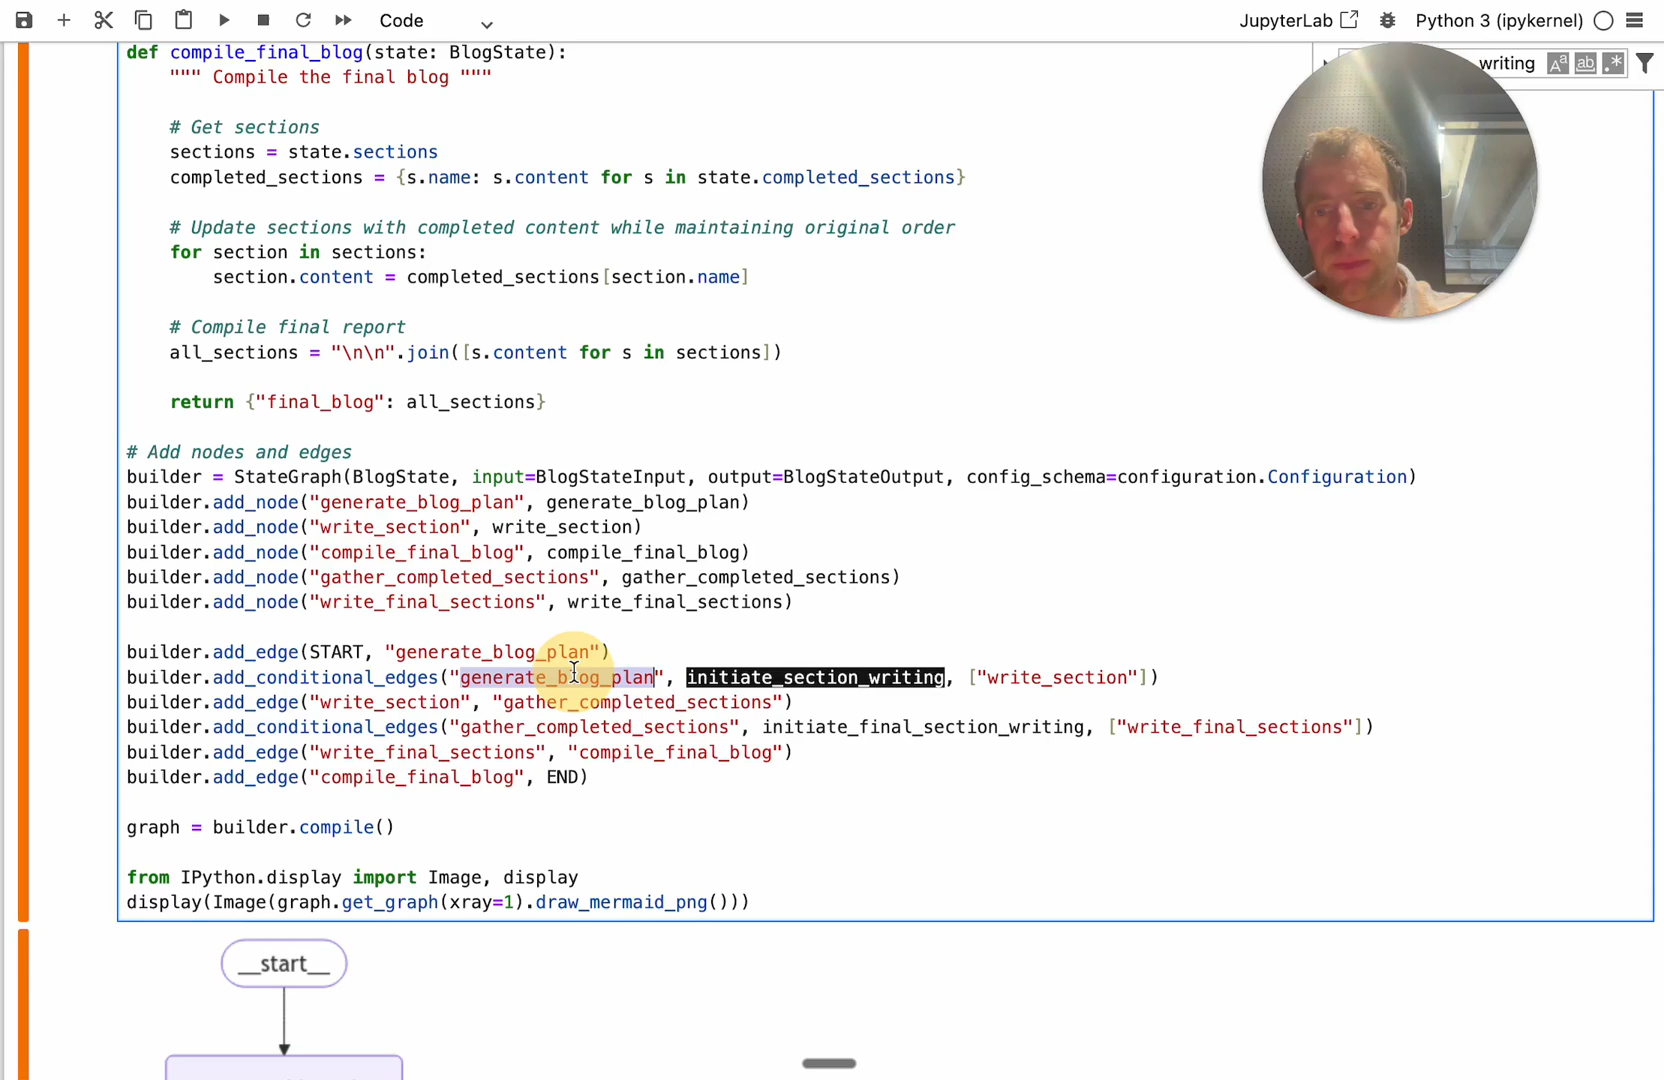 Code
JupyterLab
Python 3 (ipykernel)
writing
def compile_final_blog(state: BlogState):
    """ Compile the final blog """
    # Get sections
    sections = state.sections
    completed_sections = {s.name: s.content for s in state.completed_sections}
    # Update sections with completed content while maintaining original order
    for section in sections:
        section.content = completed_sections[section.name]
    # Compile final report
    all_sections = "\n\n".join([s.content for s in sections])
    return {"final_blog": all_sections}
# Add nodes and edges
builder = StateGraph(BlogState, input=BlogStateInput, output=BlogStateOutput, config_schema=configuration.Configuration)
builder.add_node("generate_blog_plan", generate_blog_plan)
builder.add_node("write_section", write_section)
builder.add_node("compile_final_blog", compile_final_blog)
builder.add_node("gather_completed_sections", gather_completed_sections)
builder.add_node("write_final_sections", write_final_sections)
builder.add_edge(START, "generate_blog_plan")
builder.add_conditional_edges("generate_blog_plan", initiate_section_writing, ["write_section"])
builder.add_edge("write_section", "gather_completed_sections")
builder.add_conditional_edges("gather_completed_sections", initiate_final_section_writing, ["write_final_sections"])
builder.add_edge("write_final_sections", "compile_final_blog")
builder.add_edge("compile_final_blog", END)
graph = builder.compile()
from IPython.display import Image, display
display(Image(graph.get_graph(xray=1).draw_mermaid_png()))
__start__